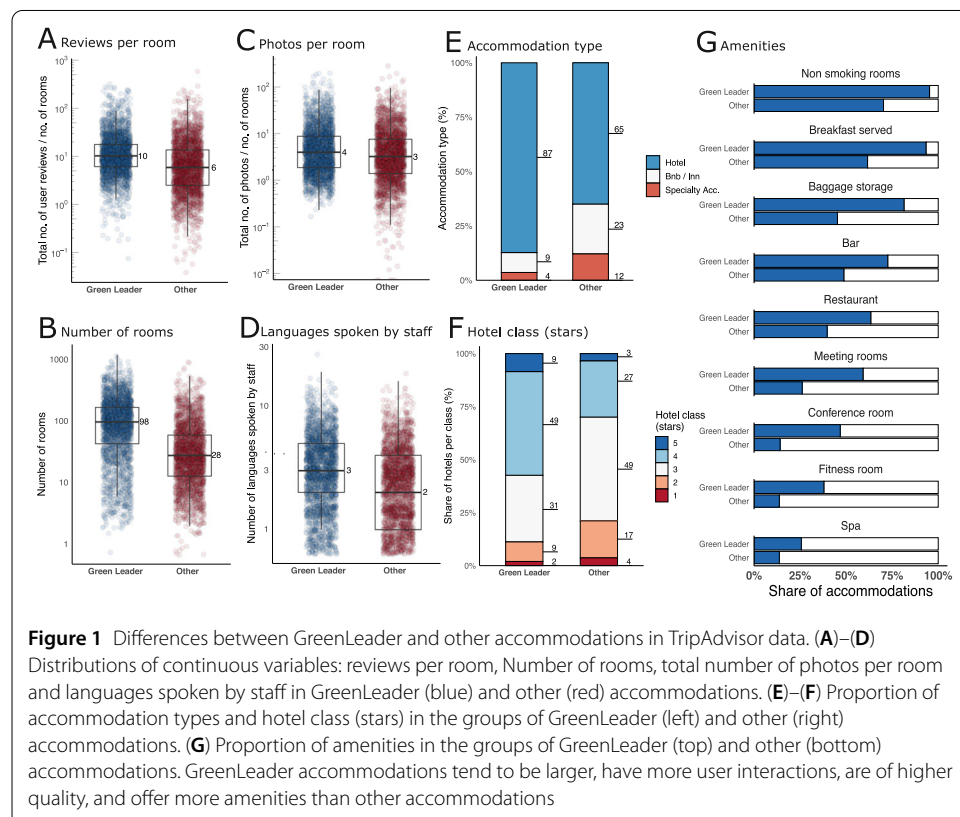 A Reviews per room
Total no. of user reviews / no. of rooms
10³
10²
10¹
10⁰
10⁻¹
10
6
Green Leader
Other
C Photos per room
Total no. of photos / no. of rooms
10²
10¹
10⁰
10⁻¹
10⁻²
4
3
Green Leader
Other
E Accommodation type
Accommodation type (%)
100%
75%
50%
25%
0%
87
9
4
65
23
12
Green Leader
Other
Hotel
Bnb / Inn
Specialty Acc.
B Number of rooms
Number of rooms
1000
100
10
1
98
28
Green Leader
Other
D Languages spoken by staff
Number of languages spoken by staff
30
10
3
1
3
2
Green Leader
Other
F Hotel class (stars)
Share of hotels per class (%)
100%
75%
50%
25%
0%
9
49
31
9
2
3
27
49
17
4
Green Leader
Other
Hotel class
(stars)
5
4
3
2
1
G Amenities
Non smoking rooms
Green Leader
Other
Breakfast served
Green Leader
Other
Baggage storage
Green Leader
Other
Bar
Green Leader
Other
Restaurant
Green Leader
Other
Meeting rooms
Green Leader
Other
Conference room
Green Leader
Other
Fitness room
Green Leader
Other
Spa
Green Leader
Other
0% 25% 50% 75% 100%
Share of accommodations
Figure 1 Differences between GreenLeader and other accommodations in TripAdvisor data. (A)–(D)
Distributions of continuous variables: reviews per room, Number of rooms, total number of photos per room
and languages spoken by staff in GreenLeader (blue) and other (red) accommodations. (E)–(F) Proportion of
accommodation types and hotel class (stars) in the groups of GreenLeader (left) and other (right)
accommodations. (G) Proportion of amenities in the groups of GreenLeader (top) and other (bottom)
accommodations. GreenLeader accommodations tend to be larger, have more user interactions, are of higher
quality, and offer more amenities than other accommodations